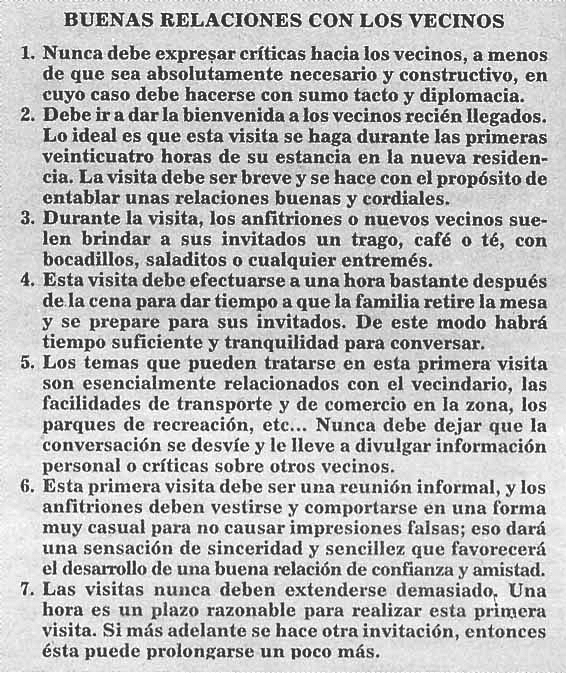 BUENAS RELACIONES CON LOS VECINOS
1. Nunca debe expresar críticas hacia los vecinos, a menos
de que sea absolutamente necesario y constructivo, en
cuyo caso debe hacerse con sumo tacto y diplomacia.
2. Debe ir a dar la bienvenida a los vecinos recién llegados.
Lo ideal es que esta visita se haga durante las primeras
veinticuatro horas de su estancia en la nueva residen-
cia. La visita debe ser breve y se hace con el propósito de
entablar unas relaciones buenas y cordiales.
3. Durante la visita, los anfitriones o nuevos vecinos sue-
len brindar a sus invitados un trago, café o té, con
bocadillos, saladitos o cualquier entremés.
4. Esta visita debe efectuarse a una hora bastante después
de la cena para dar tiempo a que la familia retire la mesa
y se prepare para sus invitados. De este modo habrá
tiempo suficiente y tranquilidad para conversar.
5. Los temas que pueden tratarse en esta primera visita
son esencialmente relacionados con el vecindario, las
facilidades de transporte y de comercio en la zona, los
parques de recreación, etc... Nunca debe dejar que la
conversación se desvíe y le lleve a divulgar información
personal o críticas sobre otros vecinos.
6. Esta primera visita debe ser una reunión informal, y los
anfitriones deben vestirse y comportarse en una forma
muy casual para no causar impresiones falsas; eso dará
una sensación de sinceridad y sencillez que favorecerá
el desarrollo de una buena relación de confianza y amistad.
7. Las visitas nunca deben extenderse demasiado. Una
hora es un plazo razonable para realizar esta primera
visita. Si más adelante se hace otra invitación, entonces
ésta puede prolongarse un poco más.